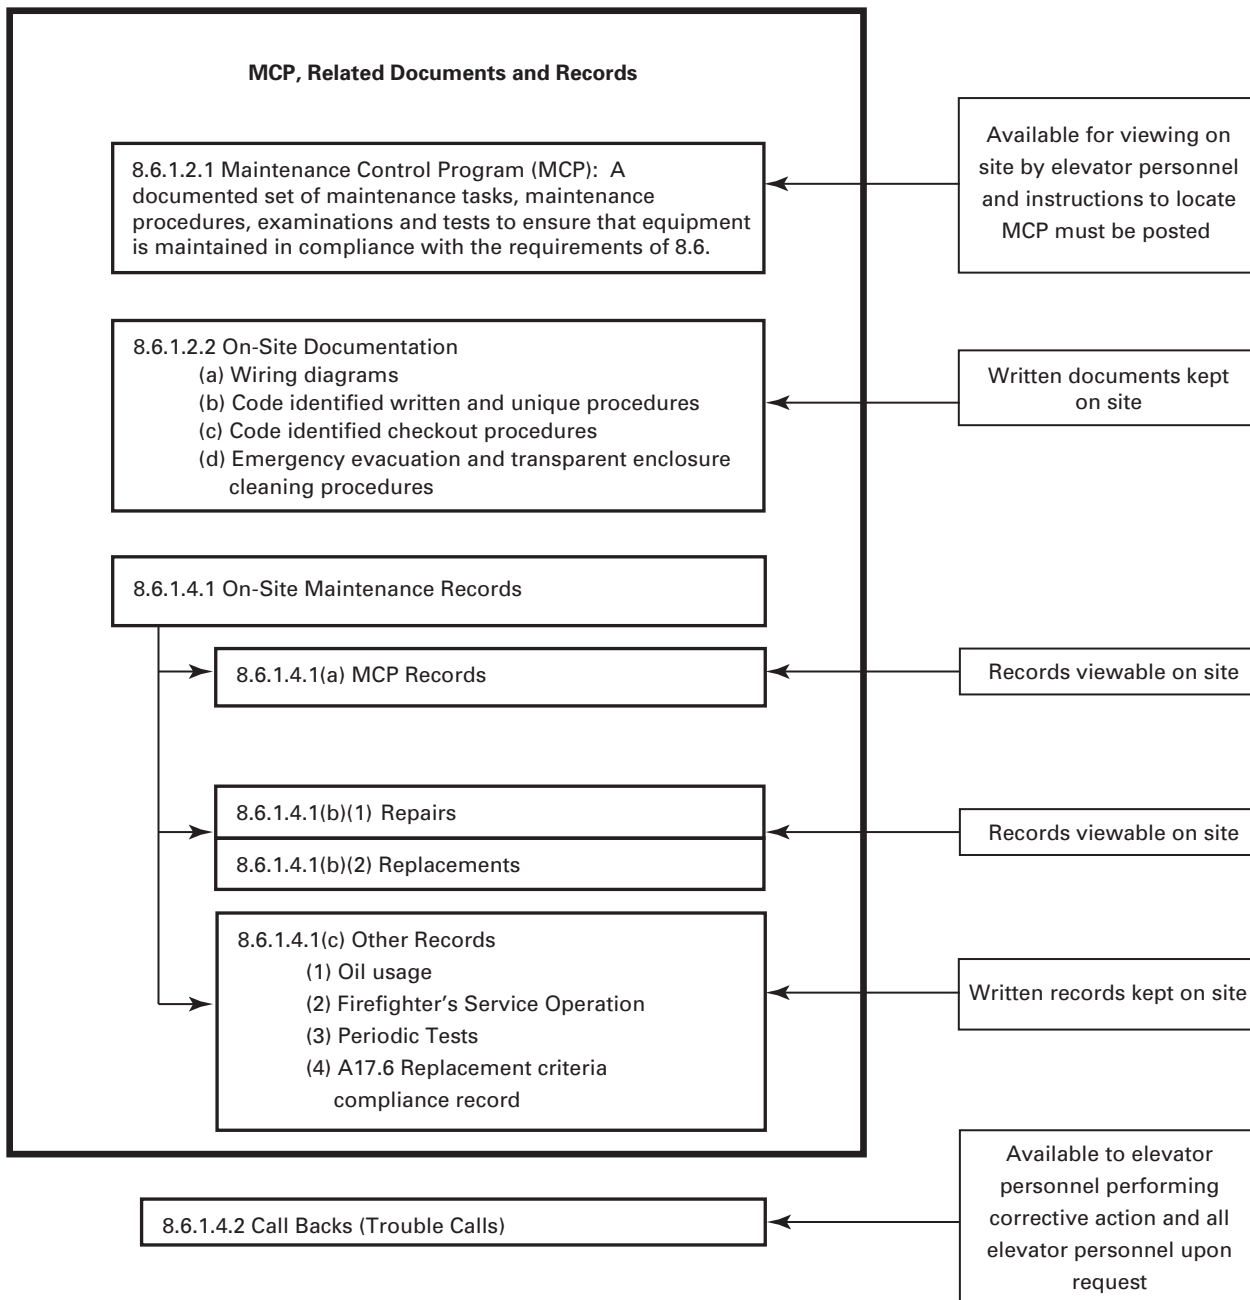 MCP, Related Documents and Records
8.6.1.2.1 Maintenance Control Program (MCP): A
documented set of maintenance tasks, maintenance
procedures, examinations and tests to ensure that equipment
is maintained in compliance with the requirements of 8.6.
Available for viewing on
site by elevator personnel
and instructions to locate
MCP must be posted
8.6.1.2.2 On-Site Documentation
(a) Wiring diagrams
(b) Code identified written and unique procedures
(c) Code identified checkout procedures
(d) Emergency evacuation and transparent enclosure
cleaning procedures
Written documents kept
on site
8.6.1.4.1 On-Site Maintenance Records
8.6.1.4.1(a) MCP Records
Records viewable on site
8.6.1.4.1(b)(1) Repairs
8.6.1.4.1(b)(2) Replacements
Records viewable on site
8.6.1.4.1(c) Other Records
(1) Oil usage
(2) Firefighter’s Service Operation
(3) Periodic Tests
(4) A17.6 Replacement criteria
compliance record
Written records kept on site
8.6.1.4.2 Call Backs (Trouble Calls)
Available to elevator
personnel performing
corrective action and all
elevator personnel upon
request